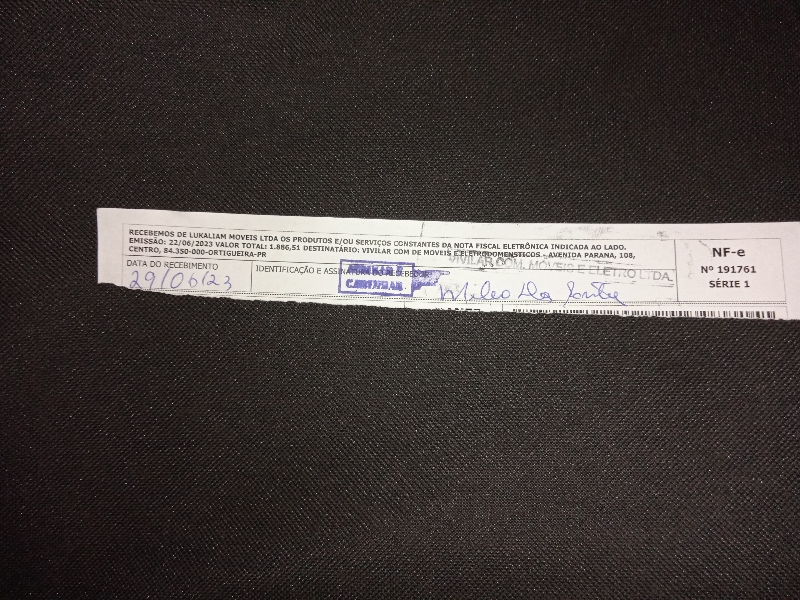 RECEBEMOS DE LUKALIAM MOVEIS LTDA OS PRODUTOS E/OU SERVIÇOS CONSTANTES DA NOTA FISCAL ELETRÔNICA INDICADA AO LADO.
EMISSÃO: 22/06/2023 VALOR TOTAL: 1.886,51 DESTINATÁRIO: VIVILAR COM DE MOVEIS E ELETRODOMENSTICOS - AVENIDA PARANA, 108,
CENTRO, 84.350-000-ORTIGUEIRA-PR
NF-e
Nº 191761
SÉRIE 1
VIVILAR COM. MOVEIS E ELETRO LTDA.
DATA DO RECEBIMENTO
29/06/23
IDENTIFICAÇÃO E ASSINATURA DO RECEBEDOR
CARIMBAR